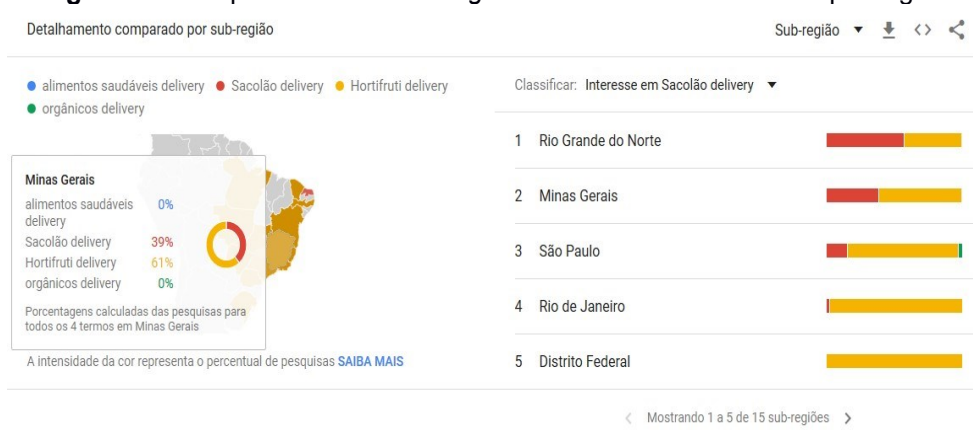 Detalhamento comparado por sub-região
Sub-região
alimentos saudáveis delivery
Sacolão delivery
Hortifruti delivery
orgânicos delivery
Minas Gerais
alimentos saudáveis delivery 0%
Sacolão delivery 39%
Hortifruti delivery 61%
orgânicos delivery 0%
Porcentagens calculadas das pesquisas para
todos os 4 termos em Minas Gerais
A intensidade da cor representa o percentual de pesquisas SAIBA MAIS
Classificar: Interesse em Sacolão delivery
1 Rio Grande do Norte
2 Minas Gerais
3 São Paulo
4 Rio de Janeiro
5 Distrito Federal
Mostrando 1 a 5 de 15 sub-regiões